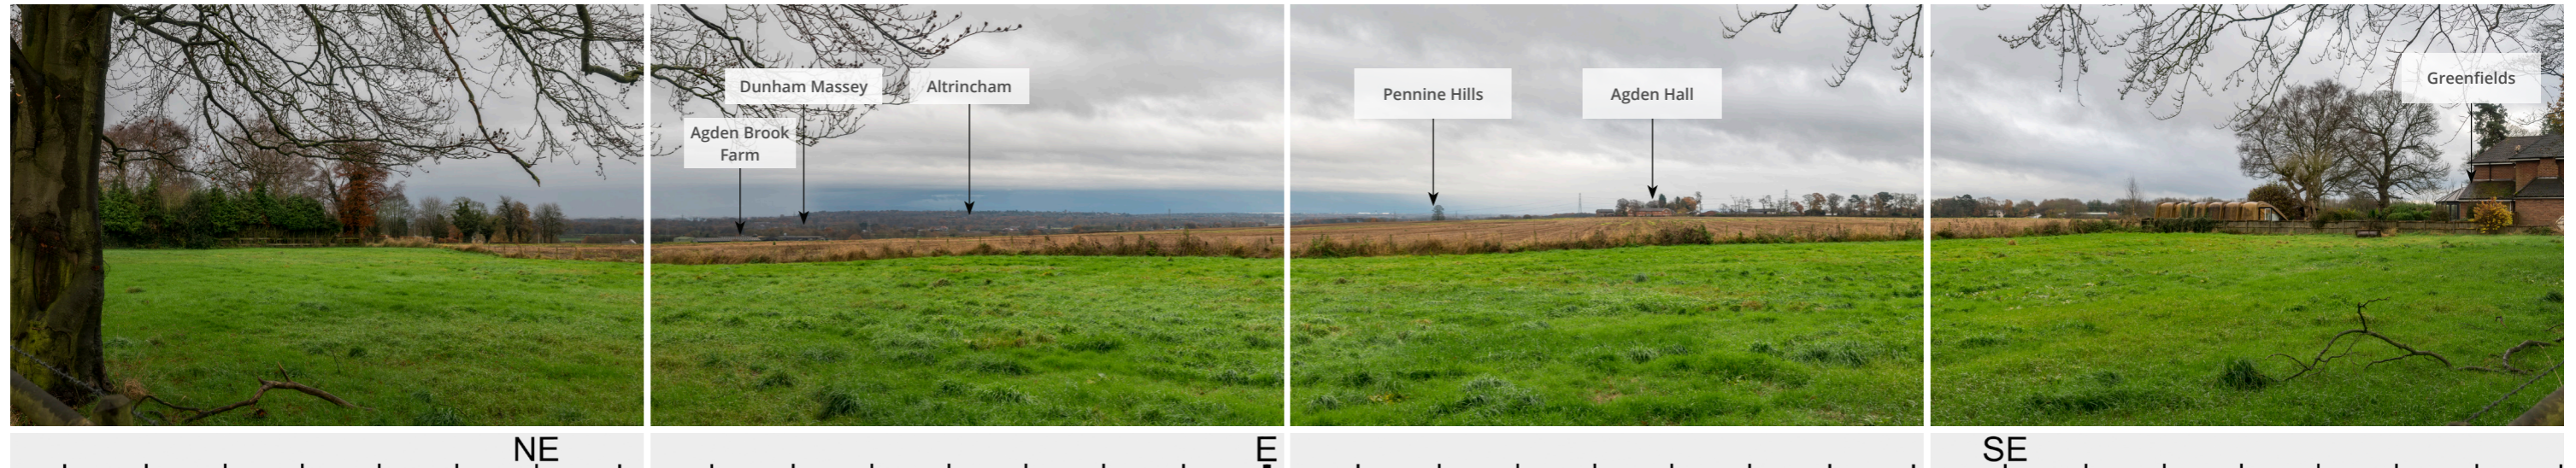 Dunham Massey
Altrincham
Agden Brook
Farm
Pennine Hills
Agden Hall
Greenfields
NE
E
SE